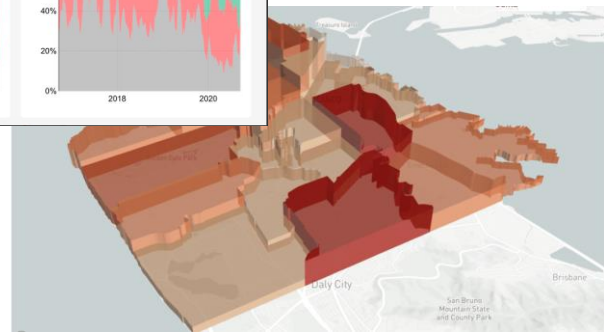 40%
20%
0%
2018
2020
Daly City
Brisbane
San Bruno
Mountain State
and County Park